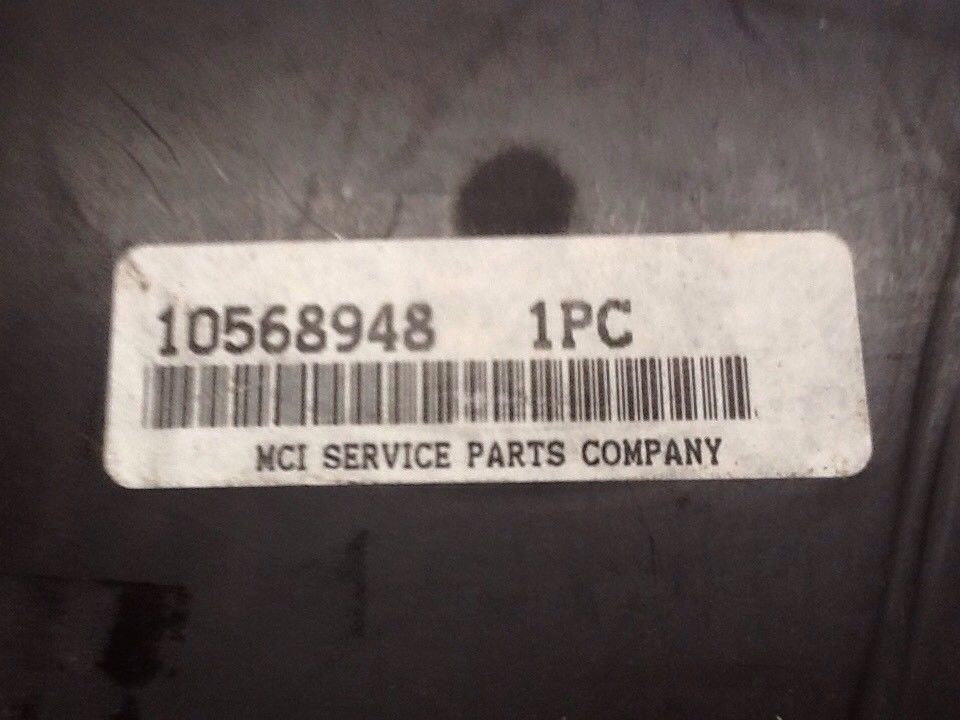 10568948 1PC
MCI SERVICE PARTS COMPANY